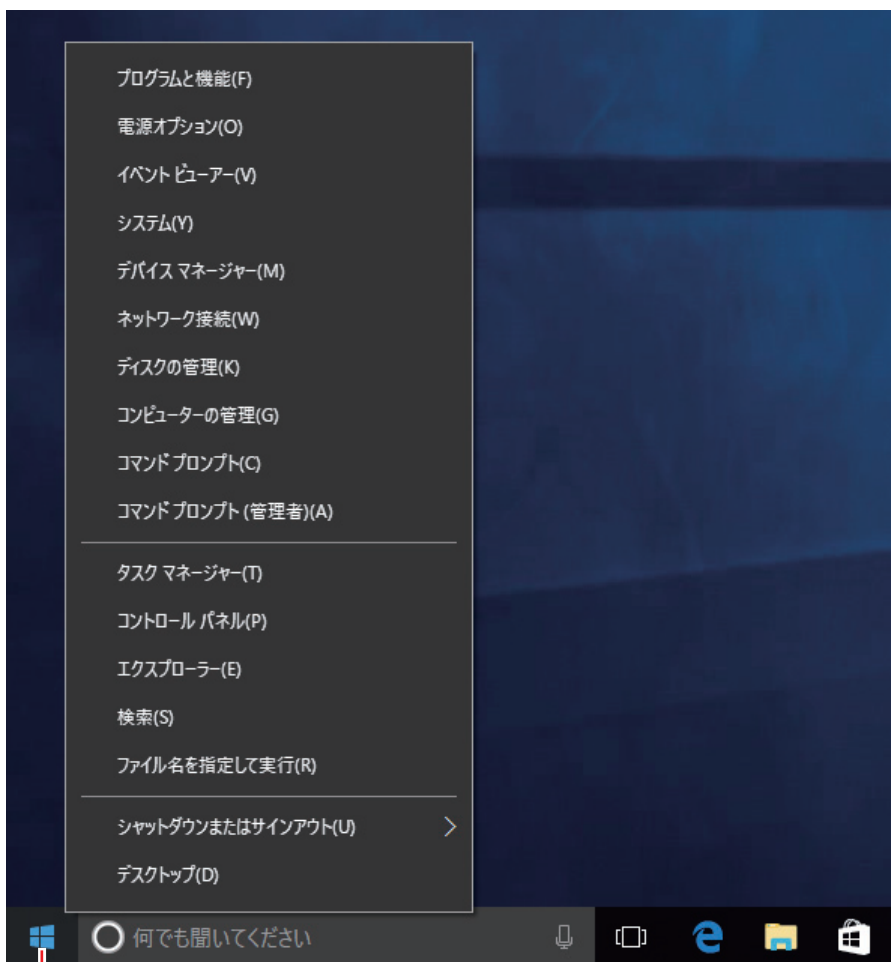 プログラムと機能(F)
電源オプション(O)
イベント ビューアー(V)
システム(Y)
デバイス マネージャー(M)
ネットワーク接続(W)
ディスクの管理(K)
コンピューターの管理(G)
コマンド プロンプト(C)
コマンド プロンプト (管理者)(A)
タスク マネージャー(T)
コントロール パネル(P)
エクスプローラー(E)
検索(S)
ファイル名を指定して実行(R)
シャットダウンまたはサインアウト(U)
デスクトップ(D)
何でも聞いてください